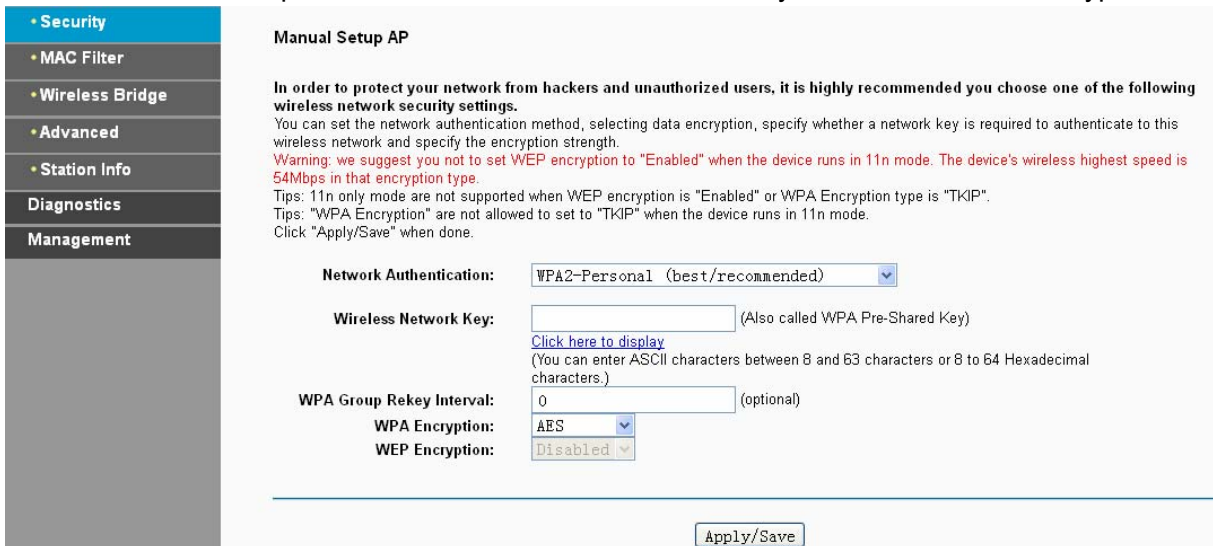 • Security
• MAC Filter
• Wireless Bridge
• Advanced
• Station Info
Diagnostics
Management
Manual Setup AP
In order to protect your network from hackers and unauthorized users, it is highly recommended you choose one of the following
wireless network security settings.
You can set the network authentication method, selecting data encryption, specify whether a network key is required to authenticate to this
wireless network and specify the encryption strength.
Warning: we suggest you not to set WEP encryption to "Enabled" when the device runs in 11n mode. The device's wireless highest speed is
54Mbps in that encryption type.
Tips: 11n only mode are not supported when WEP encryption is "Enabled" or WPA Encryption type is "TKIP".
Tips: "WPA Encryption" are not allowed to set to "TKIP" when the device runs in 11n mode.
Click "Apply/Save" when done.
Network Authentication: WPA2-Personal (best/recommended)
Wireless Network Key: (Also called WPA Pre-Shared Key)
Click here to display
(You can enter ASCII characters between 8 and 63 characters or 8 to 64 Hexadecimal
characters.)
WPA Group Rekey Interval: 0 (optional)
WPA Encryption: AES
WEP Encryption: Disabled
Apply/Save